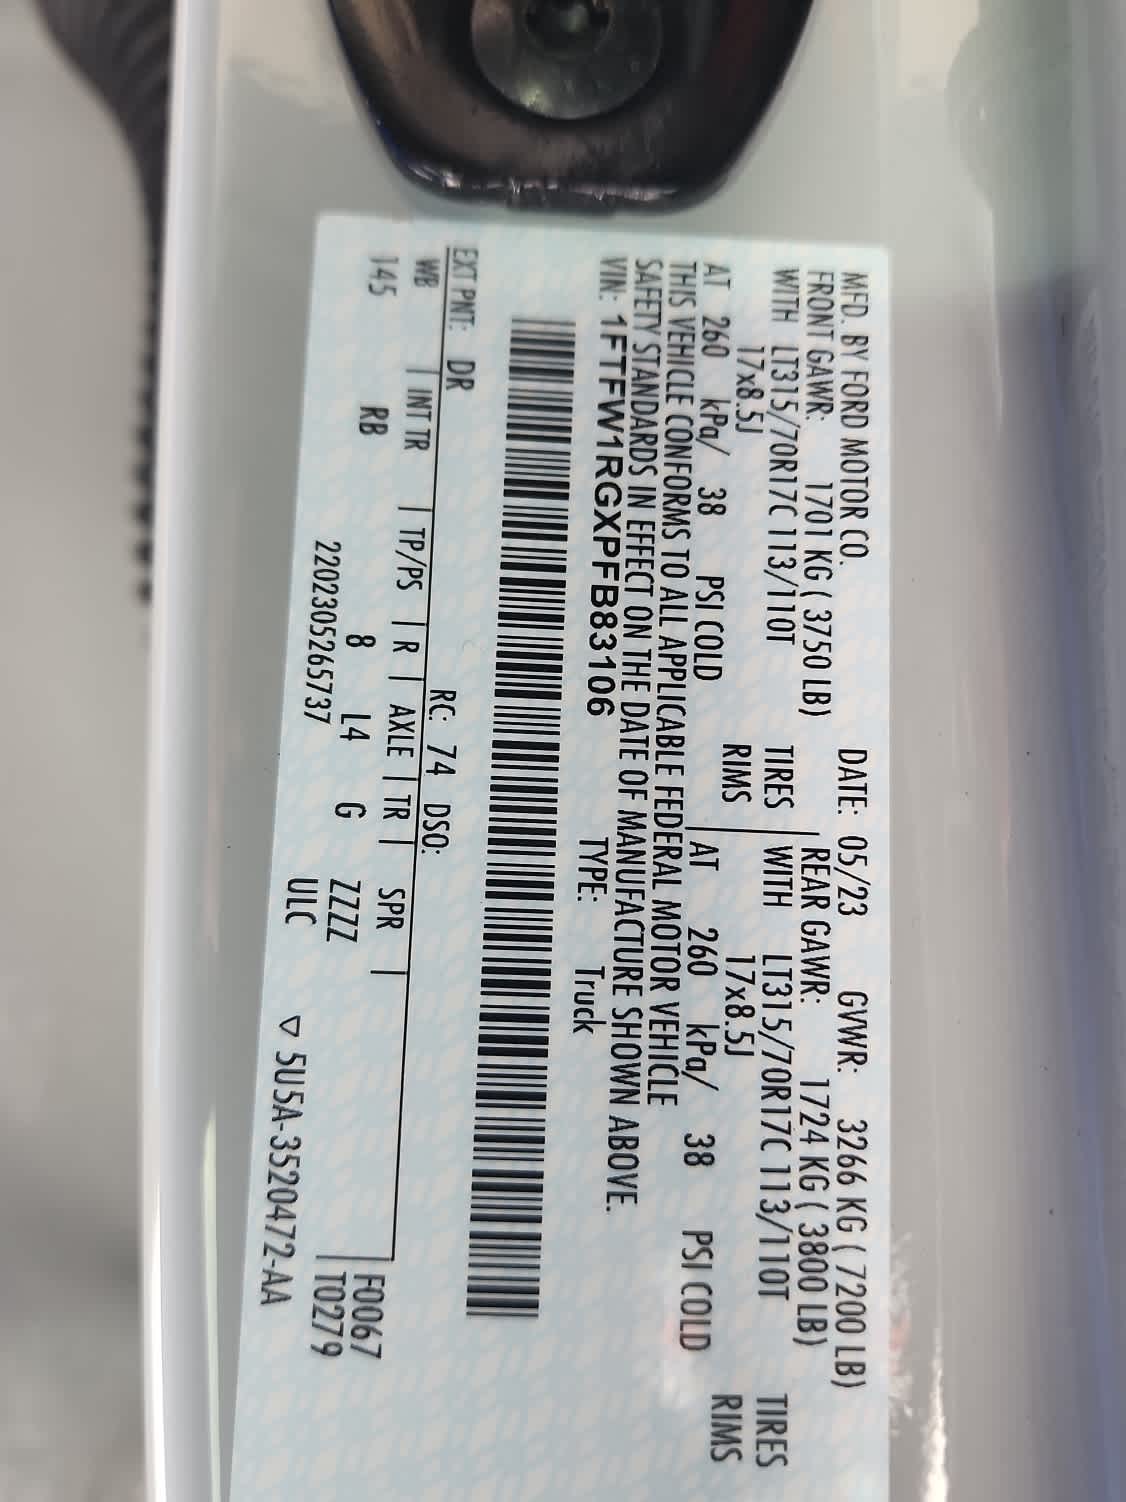 MFD. BY FORD MOTOR CO. DATE: 05/23 GVWR: 3266 KG ( 7200 LB)
FRONT GAWR: 1701 KG ( 3750 LB) REAR GAWR: 1724 KG ( 3800 LB)
WITH LT315/70R17C 113/110T TIRES WITH LT315/70R17C 113/110T TIRES
17x8.5J RIMS 17x8.5J RIMS
AT 260 kPa/ 38 PSI COLD AT 260 kPa/ 38 PSI COLD
THIS VEHICLE CONFORMS TO ALL APPLICABLE FEDERAL MOTOR VEHICLE
SAFETY STANDARDS IN EFFECT ON THE DATE OF MANUFACTURE SHOWN ABOVE.
VIN: 1FTFW1RGXPFB83106 TYPE: Truck
EXT PNT: DR RC: 74 DSO:
WB | INT TR | TP/PS | R | AXLE | TR | SPR |
145 RB 8 L4 G ZZZZ F0067
2202305265737 ULC T0279
▽ 5U5A-3520472-AA